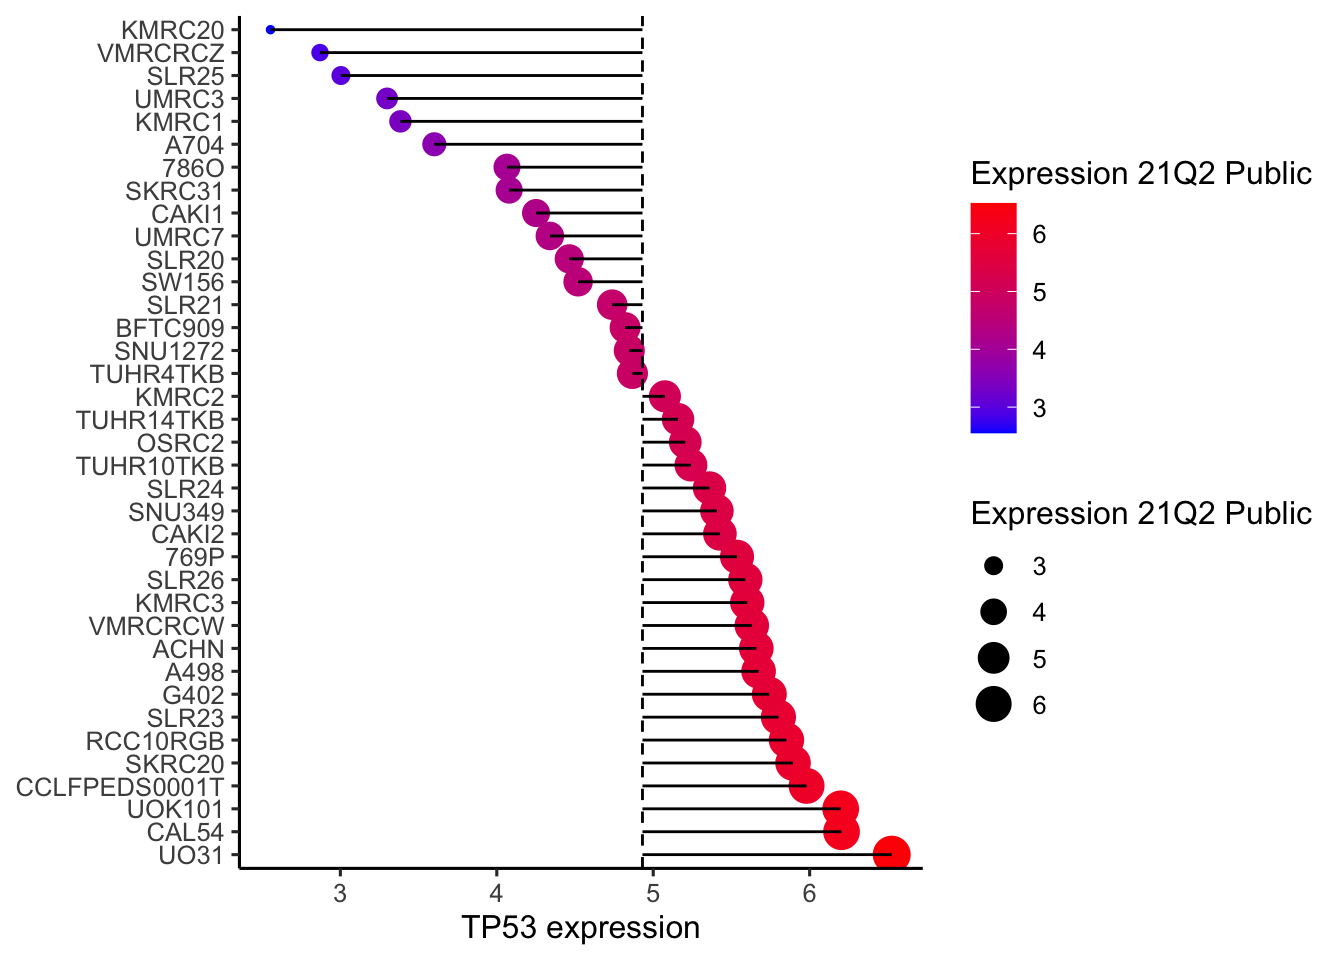 KMRC20
VMRCRCZ
SLR25
UMRC3
KMRC1
A704
786O
SKRC31
CAKI1
UMRC7
SLR20
SW156
SLR21
BFTC909
SNU1272
TUHR4TKB
KMRC2
TUHR14TKB
OSRC2
TUHR10TKB
SLR24
SNU349
CAKI2
769P
SLR26
KMRC3
VMRCRCW
ACHN
A498
G402
SLR23
RCC10RGB
SKRC20
CCLFPEDS0001T
UOK101
CAL54
UO31
3 4 5 6
TP53 expression
Expression 21Q2 Public
6
5
4
3
Expression 21Q2 Public
3
4
5
6